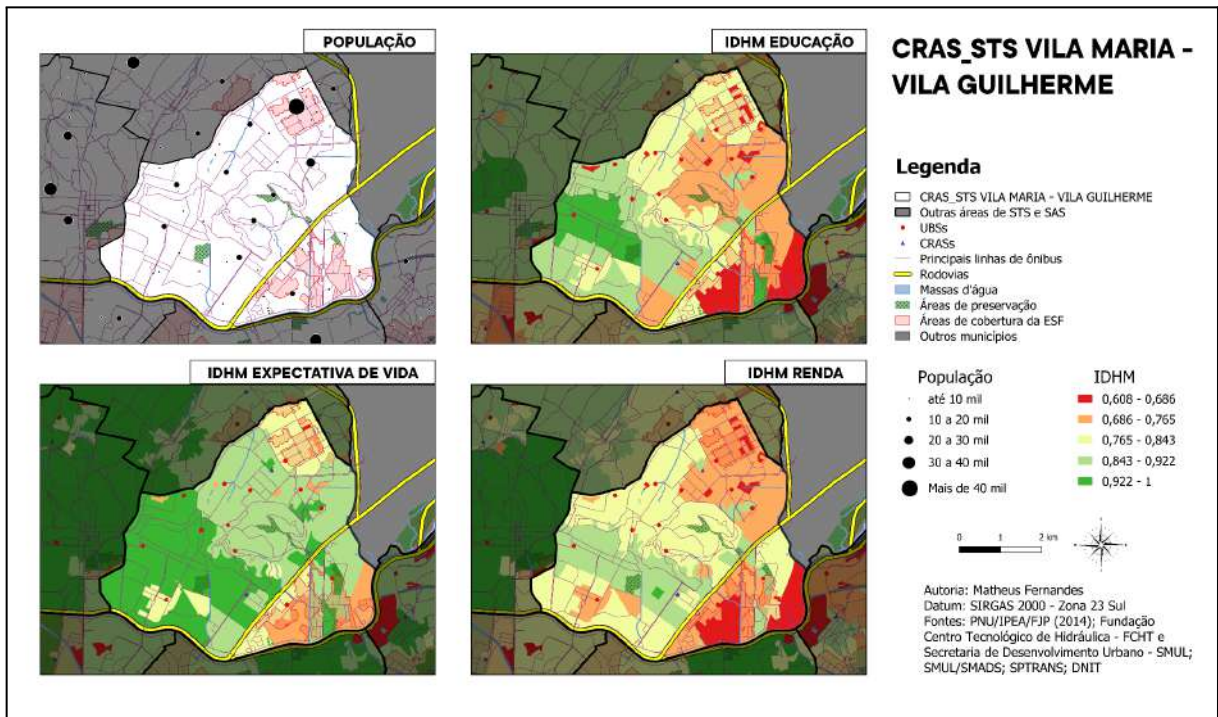 POPULAÇÃO
IDHM EDUCAÇÃO
IDHM EXPECTATIVA DE VIDA
IDHM RENDA
CRAS_STS VILA MARIA -
VILA GUILHERME
Legenda
CRAS_STS VILA MARIA - VILA GUILHERME
Outras áreas de STS e SAS
UBSs
CRASs
Principais linhas de ônibus
Rodovias
Massas d'água
Áreas de preservação
Áreas de cobertura da ESF
Outros municípios
População
até 10 mil
10 a 20 mil
20 a 30 mil
30 a 40 mil
Mais de 40 mil
IDHM
0,608 - 0,686
0,686 - 0,765
0,765 - 0,843
0,843 - 0,922
0,922 - 1
0 1 2 km
Autoria: Matheus Fernandes
Datum: SIRGAS 2000 - Zona 23 Sul
Fontes: PNU/IPEA/FJP (2014); Fundação
Centro Tecnológico de Hidráulica - FCHT e
Secretaria de Desenvolvimento Urbano - SMUL;
SMUL/SMADS; SPTRANS; DNIT